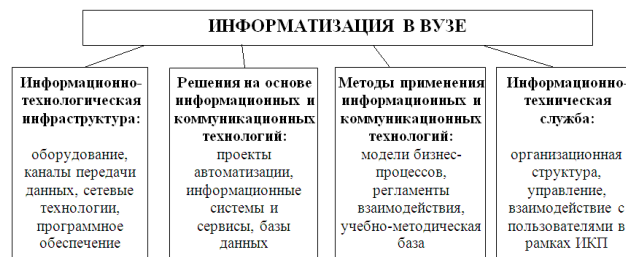 ИНФОРМАТИЗАЦИЯ В ВУЗЕ
Информационно-
технологическая
инфраструктура:
оборудование,
каналы передачи
данных, сетевые
технологии,
программное
обеспечение
Решения на основе
информационных и
коммуникационных
технологий:
проекты
автоматизации,
информационные
системы и
сервисы, базы
данных
Методы применения
информационных и
коммуникационных
технологий:
модели бизнес-
процессов,
регламенты
взаимодействия,
учебно-методическая
база
Информационно-
техническая
служба:
организационная
структура,
управление,
взаимодействие с
пользователями в
рамках ИКП